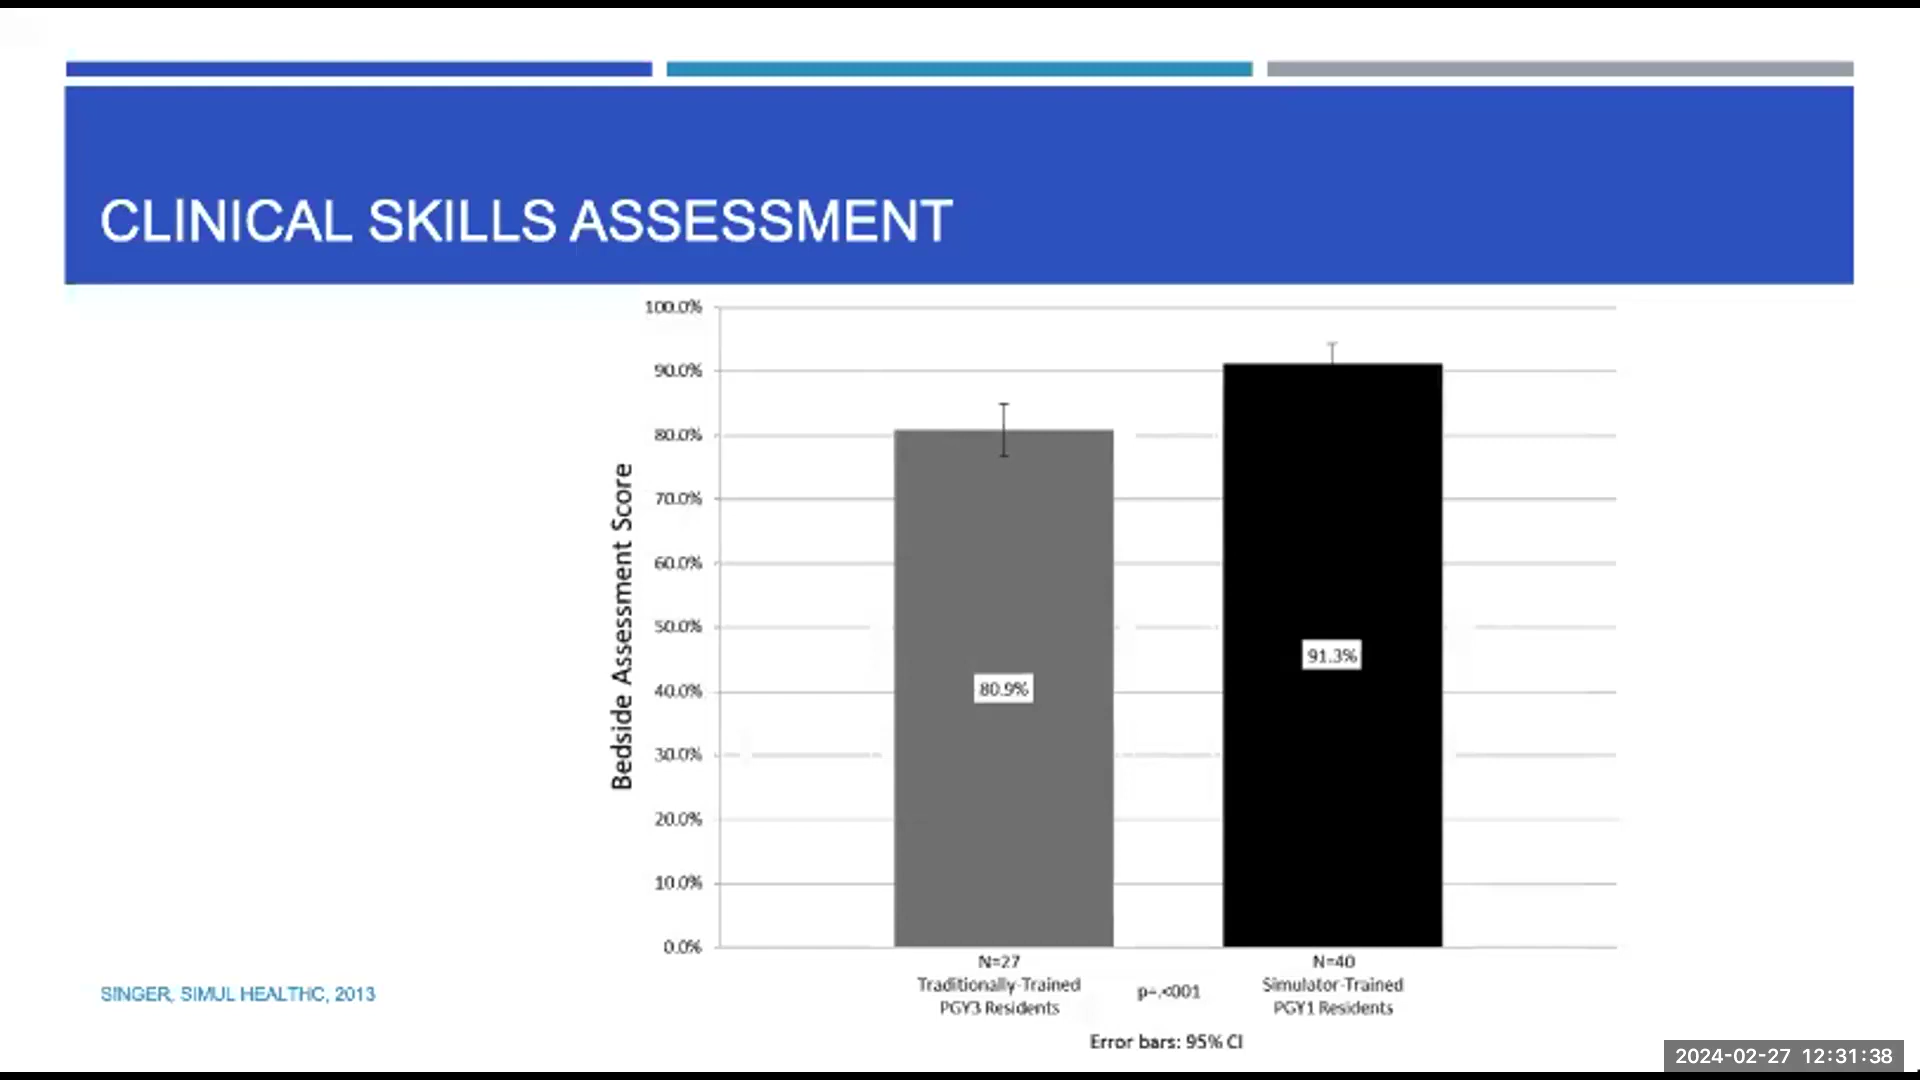 CLINICAL SKILLS ASSESSMENT
100.0%
90.0%
80.0%
70.0%
60.0%
50.0%
40.0%
30.0%
20.0%
10.0%
0.0%
Bedside Assessment Score
80.9%
91.3%
N=27
Traditionally-Trained
PGY3 Residents
p=.<001
N=40
Simulator-Trained
PGY1 Residents
Error bars: 95% CI
SINGER, SIMUL HEALTHC, 2013
2024-02-27 12:31:38